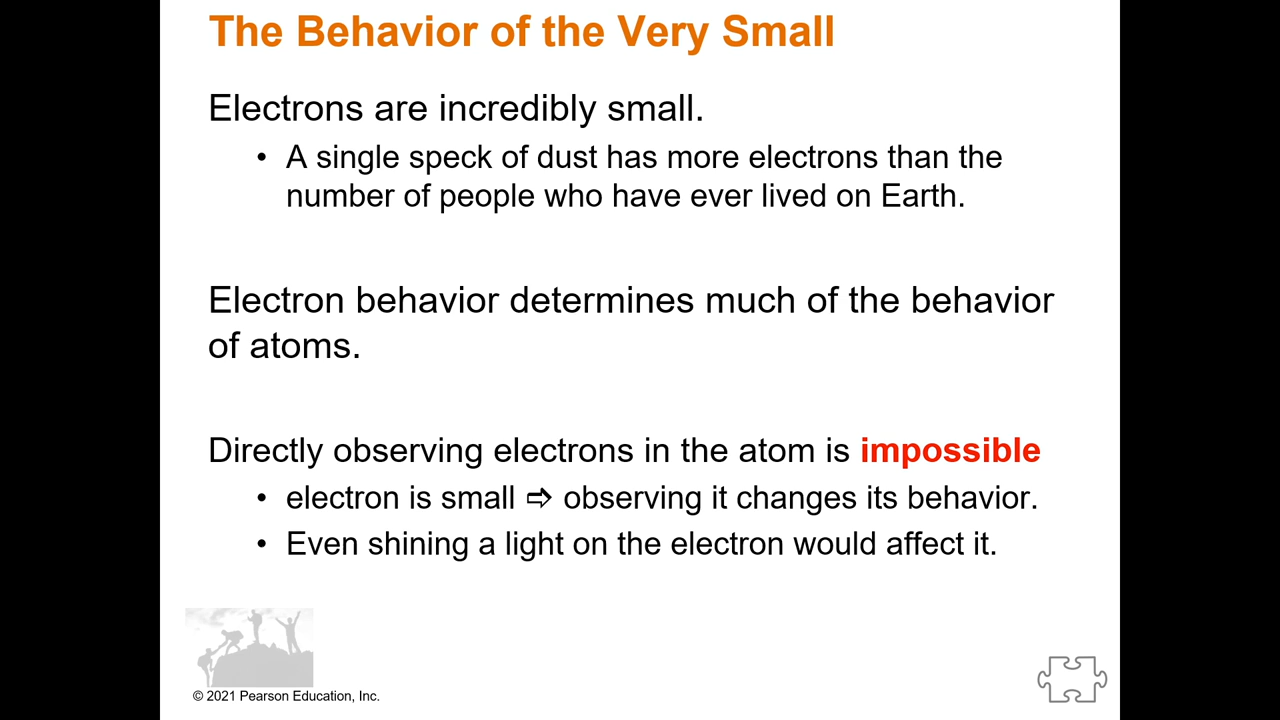 The Behavior of the Very Small
Electrons are incredibly small.
• A single speck of dust has more electrons than the
number of people who have ever lived on Earth.
Electron behavior determines much of the behavior
of atoms.
Directly observing electrons in the atom is impossible
• electron is small ⇨ observing it changes its behavior.
• Even shining a light on the electron would affect it.
© 2021 Pearson Education, Inc.